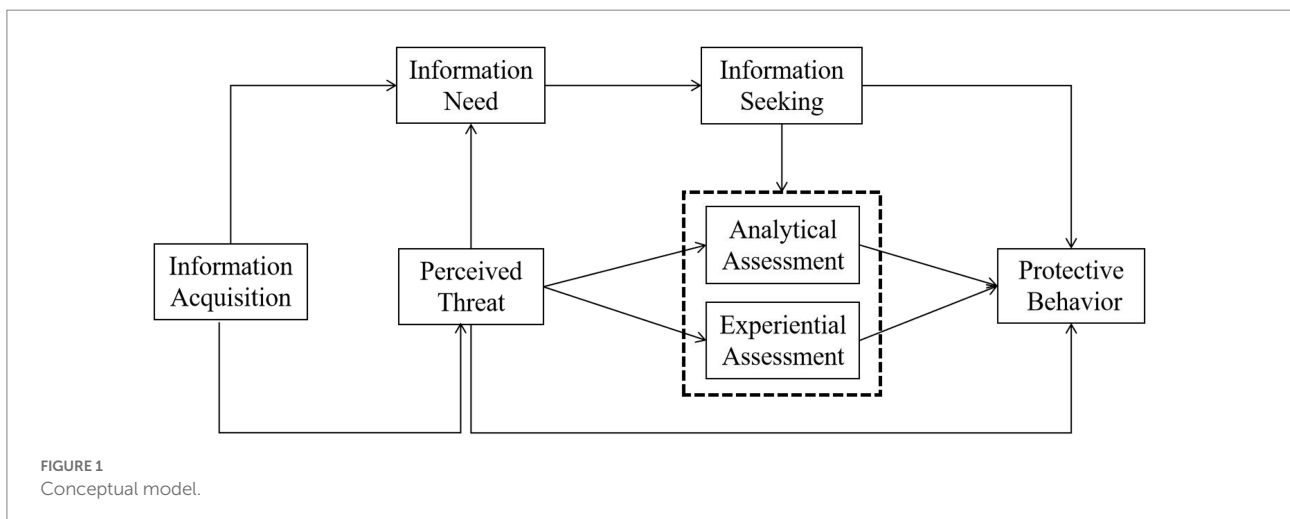 Information
Need
Information
Seeking
Information
Acquisition
Perceived
Threat
Analytical
Assessment
Experiential
Assessment
Protective
Behavior
FIGURE 1
Conceptual model.